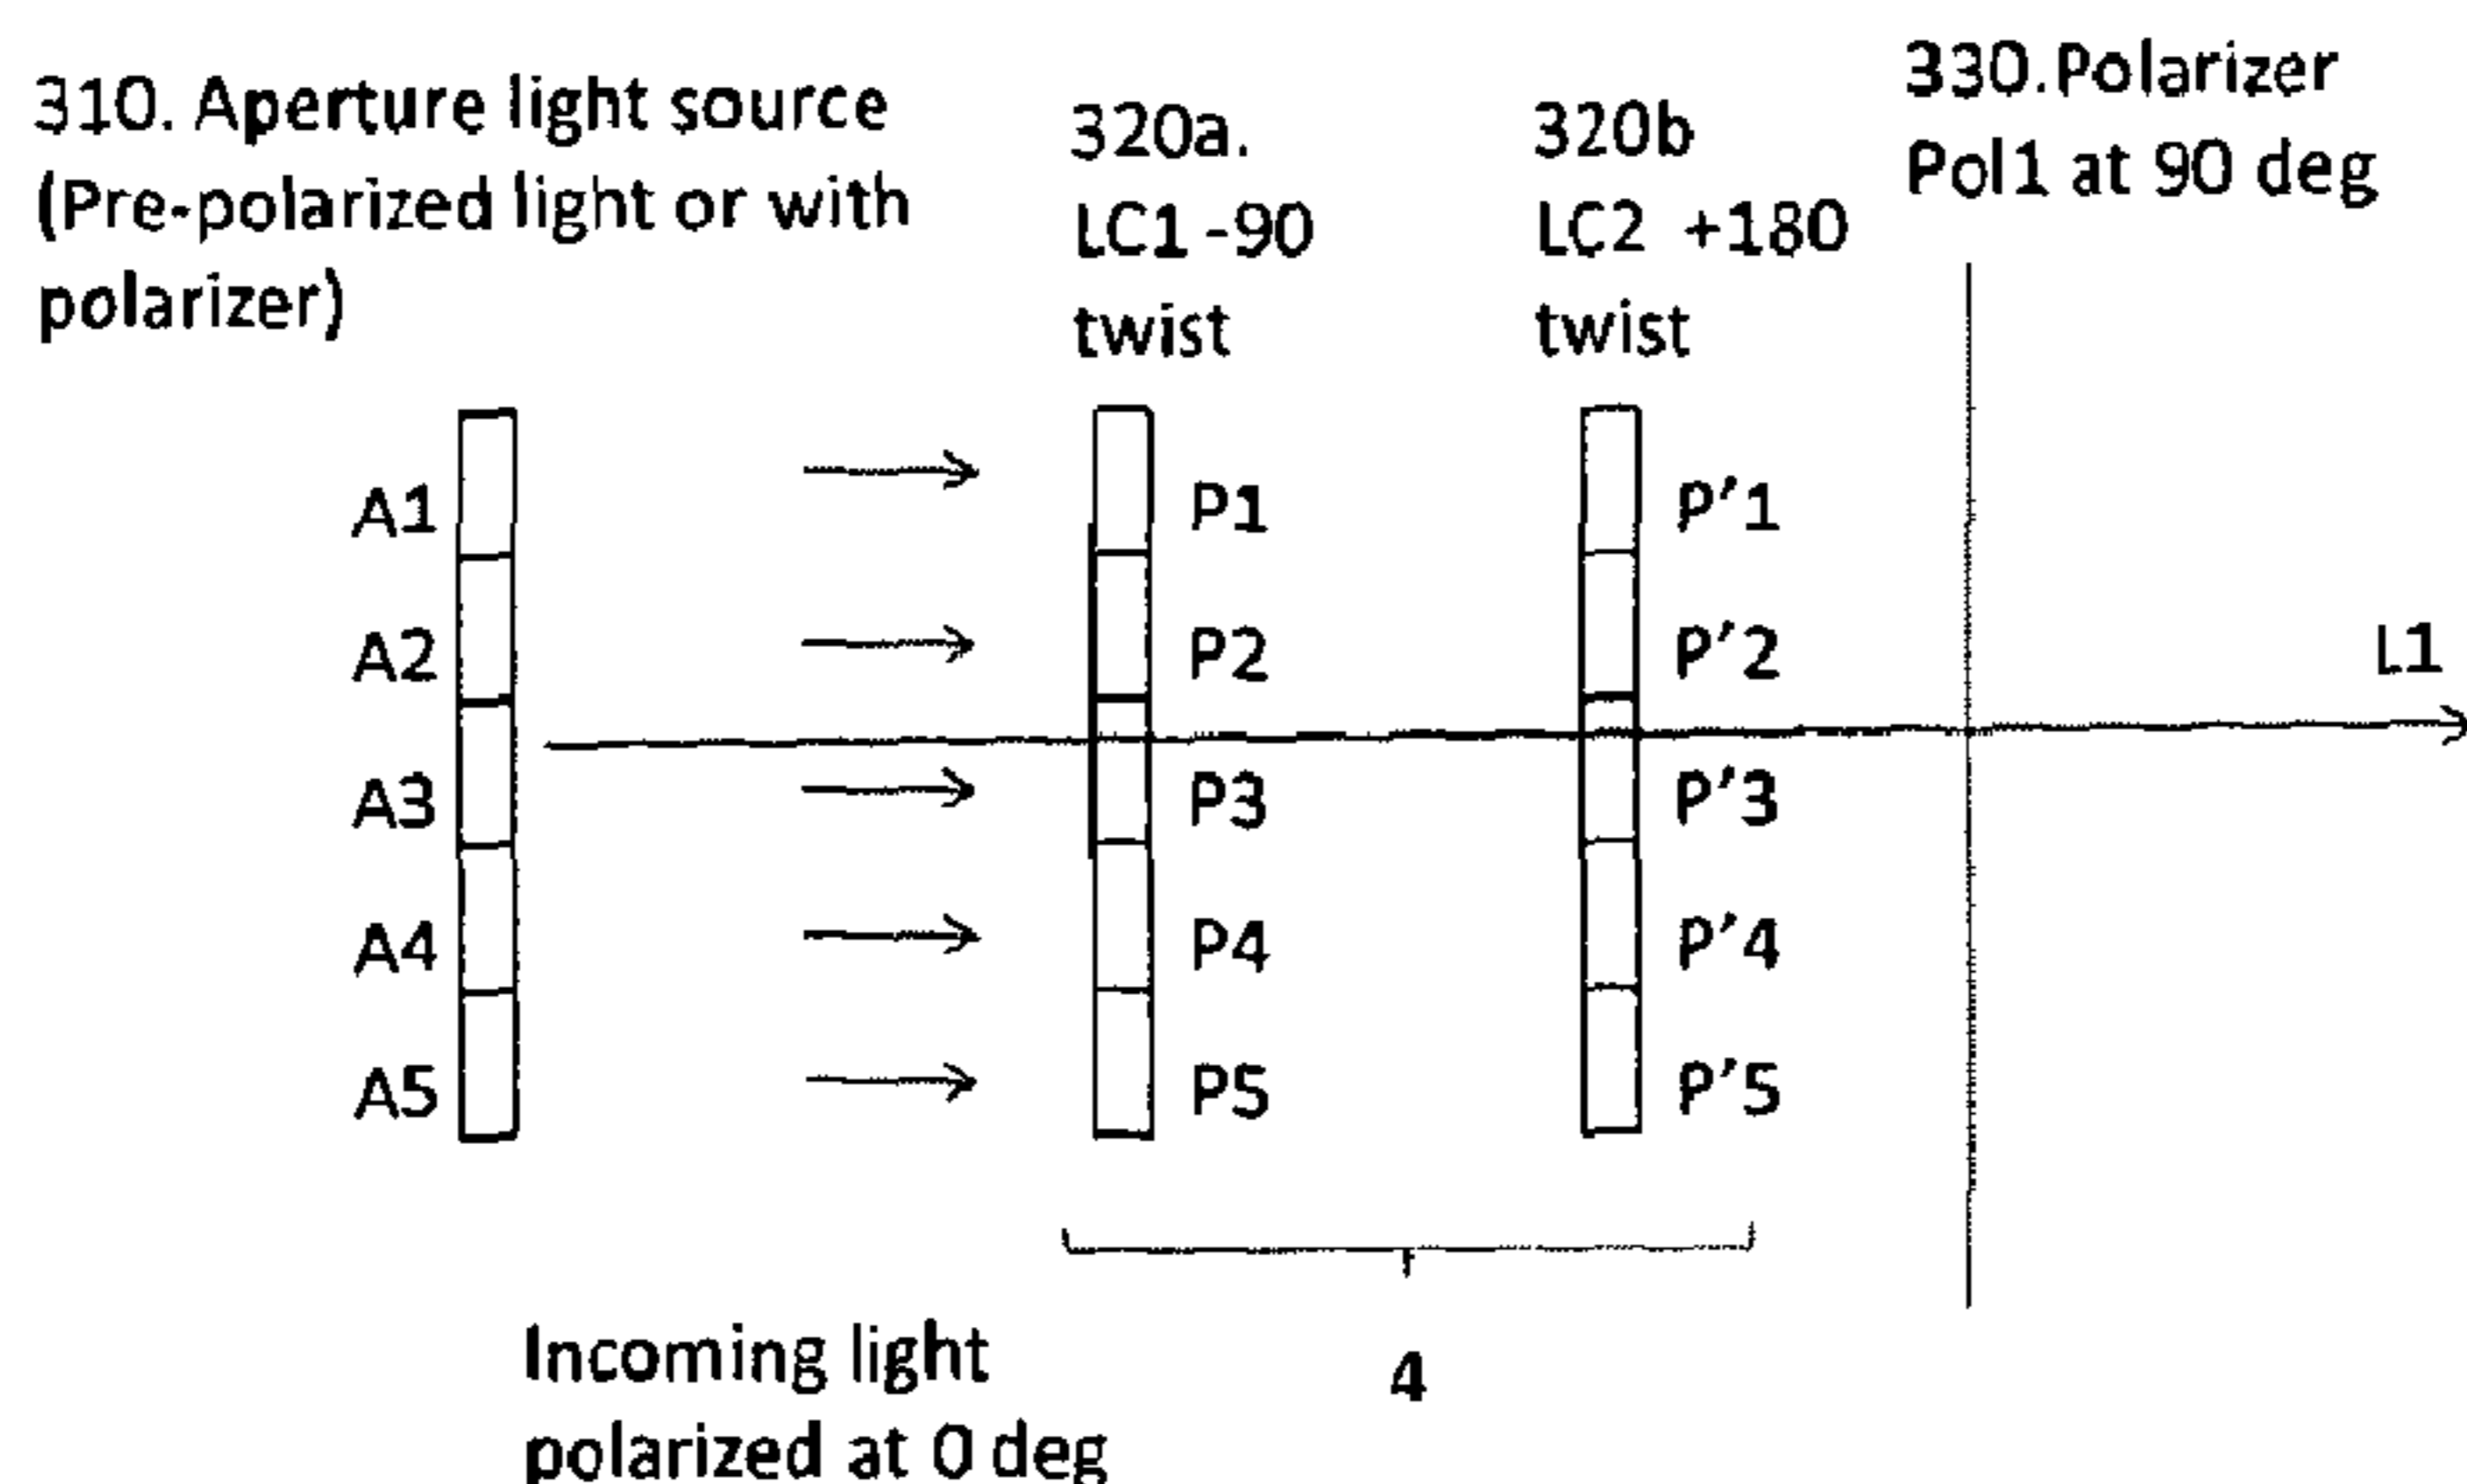 310. Aperture light source
(Pre-polarized light or with
polarizer)
320a.
LC1 -90
twist
320b
LC2 +180
twist
330.Polarizer
Pol1 at 90 deg
A1
A2
A3
A4
A5
P1
P2
P3
P4
P5
P'1
P'2
P'3
P'4
P'5
L1
Incoming light
polarized at 0 deg
4